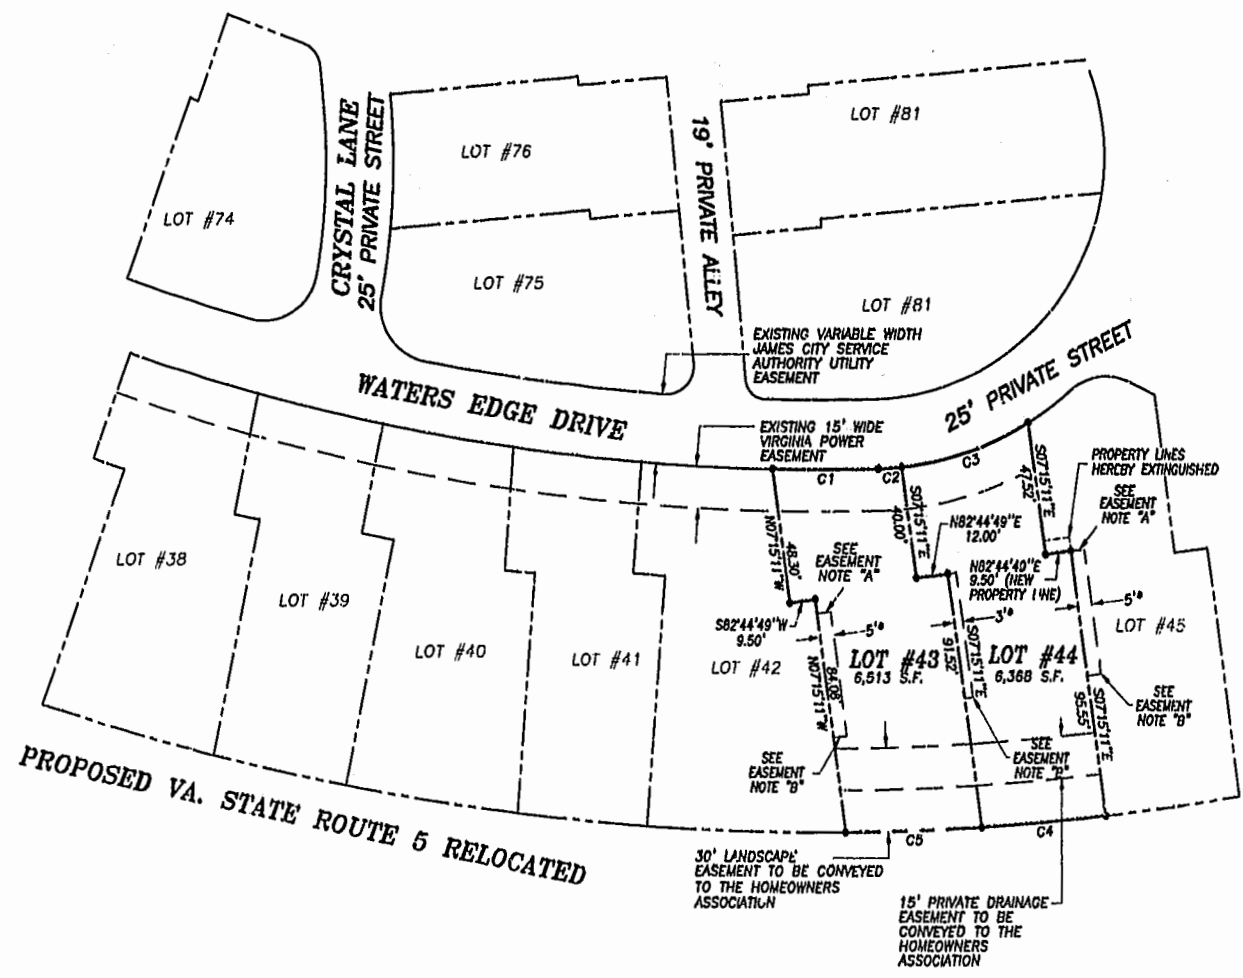 LOT #74
CRYSTAL LANE
25' PRIVATE STREET
LOT #76
LOT #75
19' PRIVATE ALLEY
LOT #81
LOT #81
EXISTING VARIABLE WIDTH
JAMES CITY SERVICE
AUTHORITY UTILITY
EASEMENT
WATERS EDGE DRIVE
25' PRIVATE STREET
EXISTING 15' WIDE
VIRGINIA POWER
EASEMENT
C1
C2
C3
PROPERTY LINES
HEREBY EXTINGUISHED
SEE
EASEMENT
NOTE "A"
S07°15'11"E
47.52'
N82°44'49"E
12.00'
S07°15'11"E
40.00'
N82°44'49"E
9.50' (NEW
PROPERTY LINE)
N07°15'11"W
48.30'
SEE
EASEMENT
NOTE "A"
S82°44'49"W
9.50'
5'*
3'*
5'*
LOT #38
LOT #39
LOT #40
LOT #41
LOT #42
LOT #43
6,513 S.F.
LOT #44
6,368 S.F.
LOT #45
N07°15'11"W
84.08'
S07°15'11"E
91.52'
S07°15'11"E
95.55'
SEE
EASEMENT
NOTE "B"
SEE
EASEMENT
NOTE
SEE
EASEMENT
NOTE "B"
C5
C4
PROPOSED VA. STATE ROUTE 5 RELOCATED
30' LANDSCAPE
EASEMENT TO BE CONVEYED
TO THE HOMEOWNERS
ASSOCIATION
15' PRIVATE DRAINAGE
EASEMENT TO BE
CONVEYED TO THE
HOMEOWNERS
ASSOCIATION